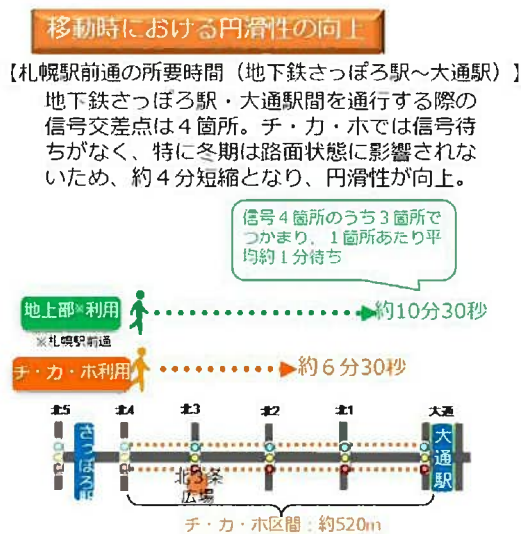 移動時における円滑性の向上
【札幌駅前通の所要時間（地下鉄さっぽろ駅～大通駅）】
地下鉄さっぽろ駅・大通駅間を通行する際の
信号交差点は４箇所。チ・カ・ホでは信号待
ちがなく、特に冬期は路面状態に影響されな
いため、約４分短縮となり、円滑性が向上。
信号４箇所のうち３箇所で
つかまり、１箇所あたり平
均約１分待ち
地上部※利用
約10分30秒
※札幌駅前通
チ・カ・ホ利用
約６分30秒
北5 北4 北3 北2 北1 大通
さっぽろ駅
大通駅
北３条
広場
チ・カ・ホ区間：約520m